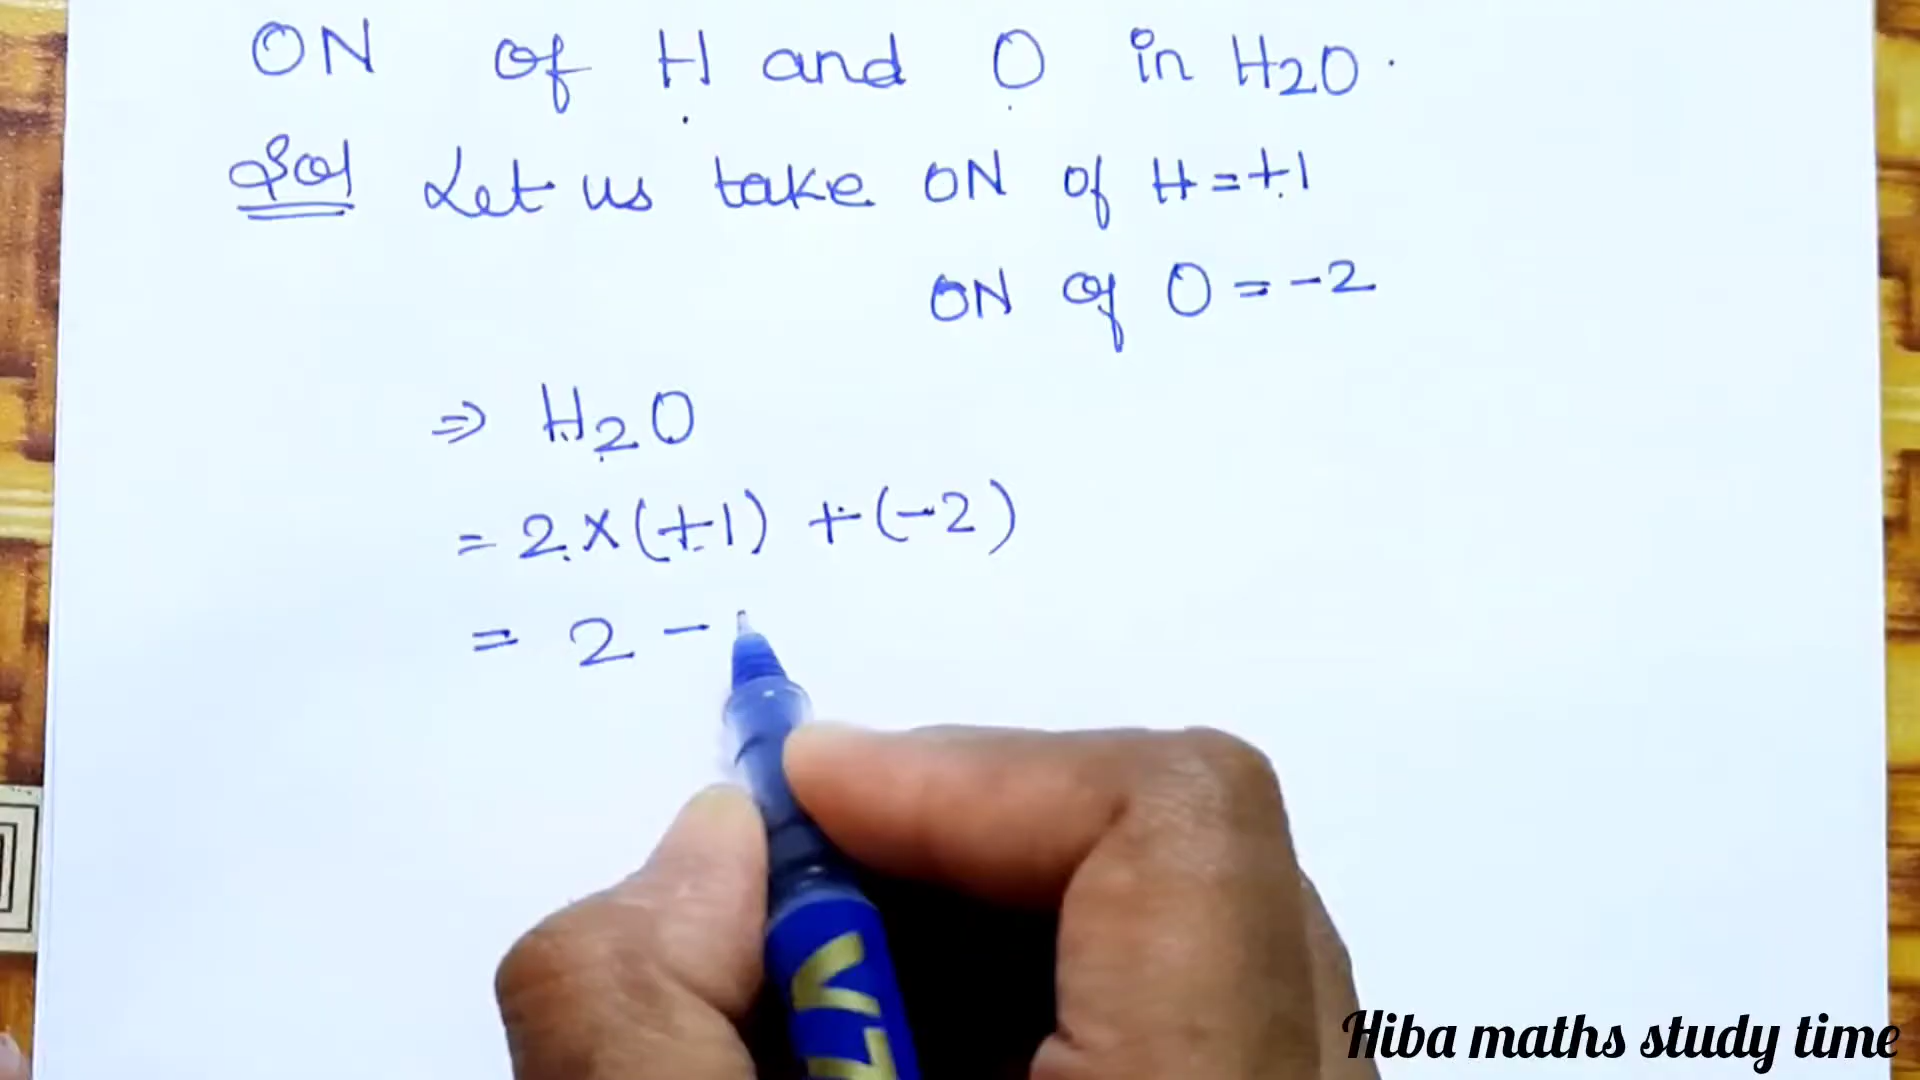 ON of H and O in H2O.
Sol Let us take ON of H=+1
ON of O=-2
⇒ H2O
= 2×(+1) +(-2)
= 2 -
VT
Hiba maths study time